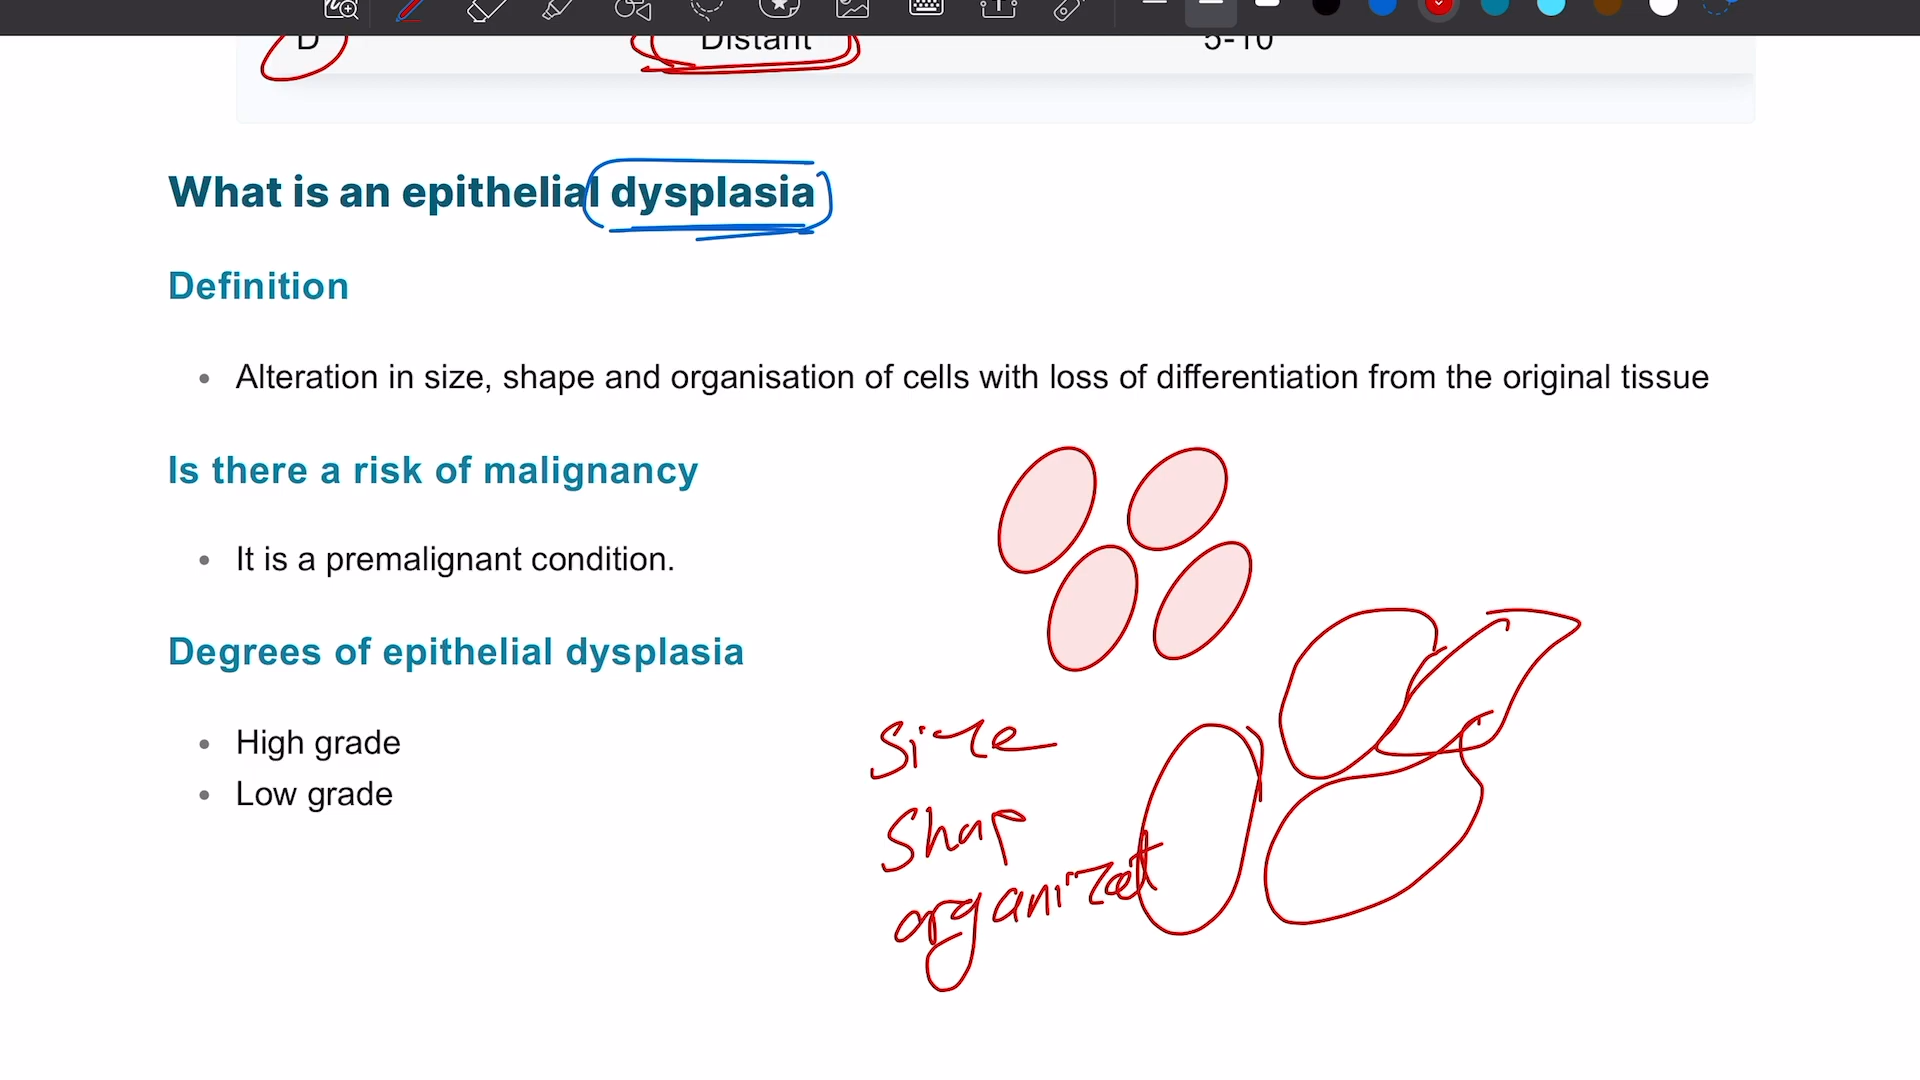 D Distant 5-10
What is an epithelial dysplasia
Definition
• Alteration in size, shape and organisation of cells with loss of differentiation from the original tissue
Is there a risk of malignancy
• It is a premalignant condition.
Degrees of epithelial dysplasia
• High grade
• Low grade
Size
Shap
organizat